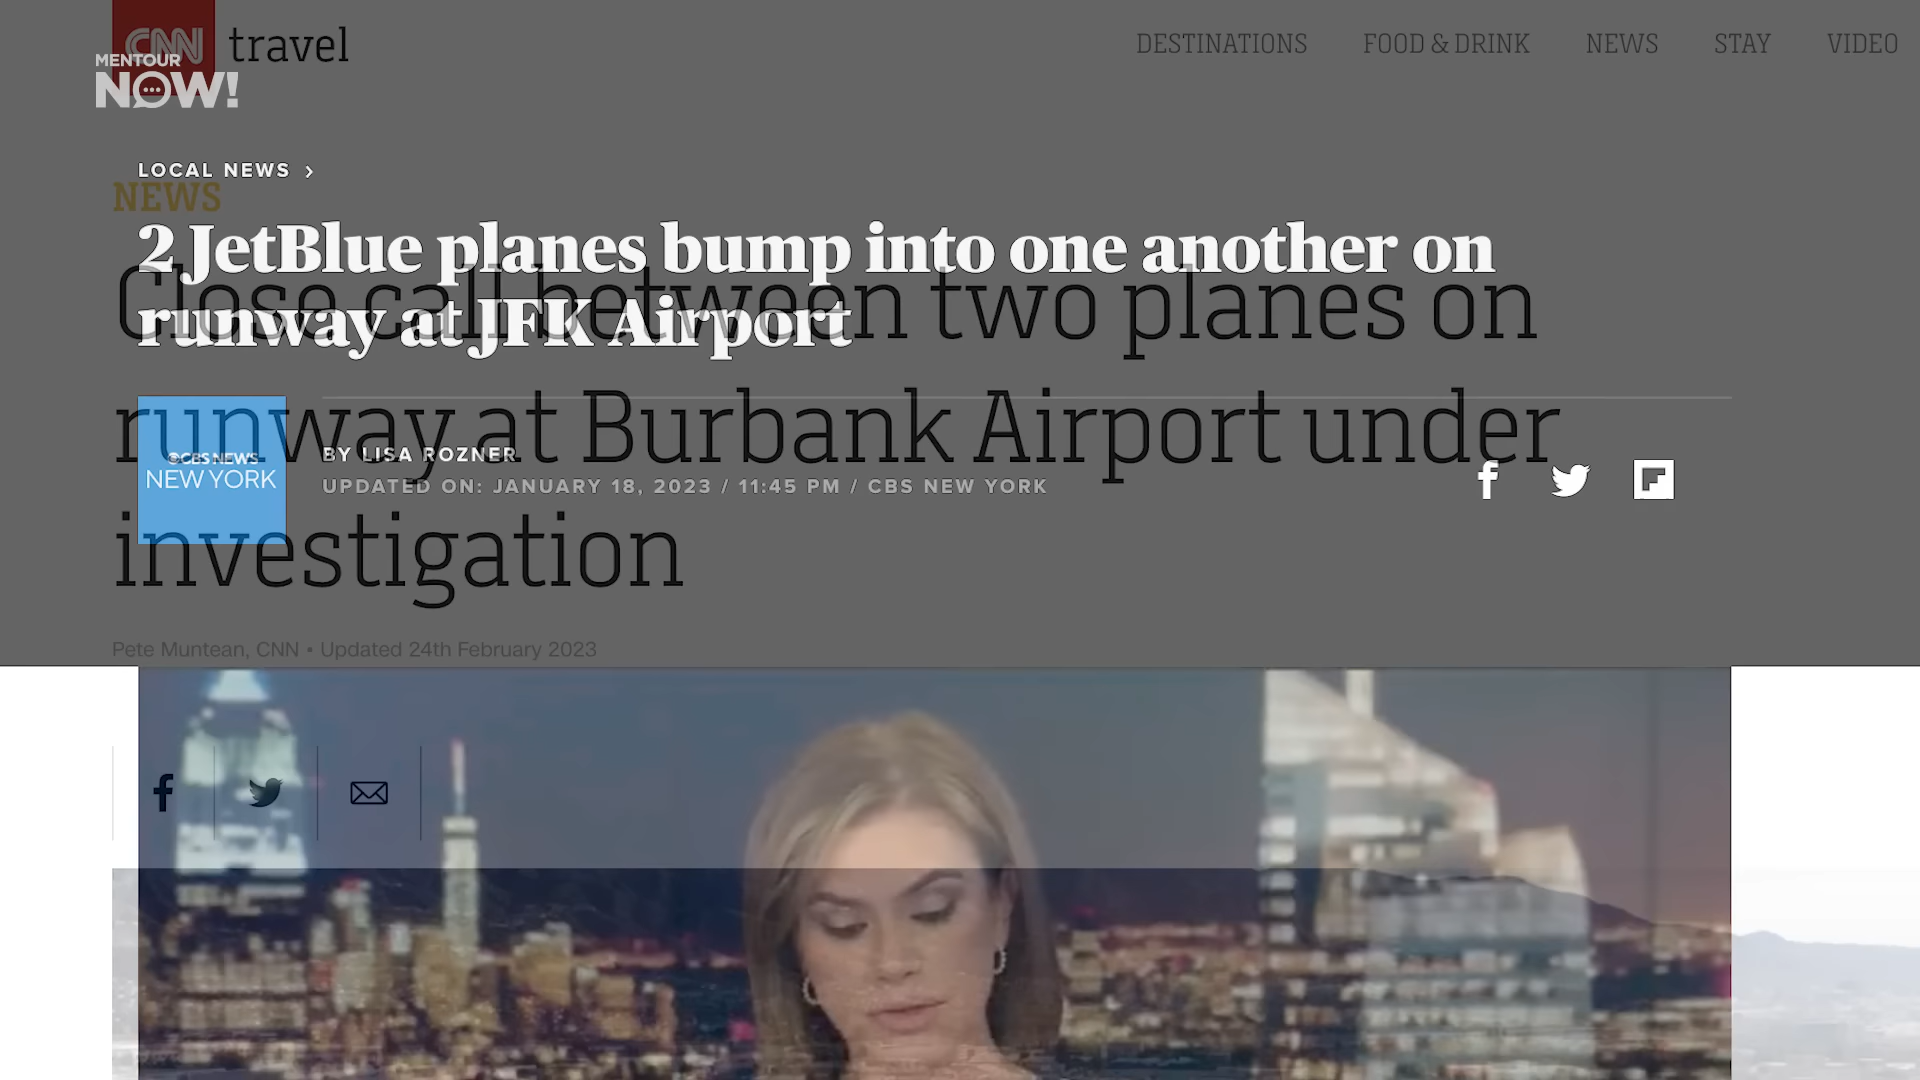 CNN travel
DESTINATIONS FOOD & DRINK NEWS STAY VIDEO
MENTOUR
NOW!
LOCAL NEWS >
NEWS
2 JetBlue planes bump into one another on
runway at JFK Airport
Close call between two planes on
runway at Burbank Airport under
investigation
CBS NEWS
NEW YORK
BY LISA ROZNER
UPDATED ON: JANUARY 18, 2023 / 11:45 PM / CBS NEW YORK
Pete Muntean, CNN • Updated 24th February 2023